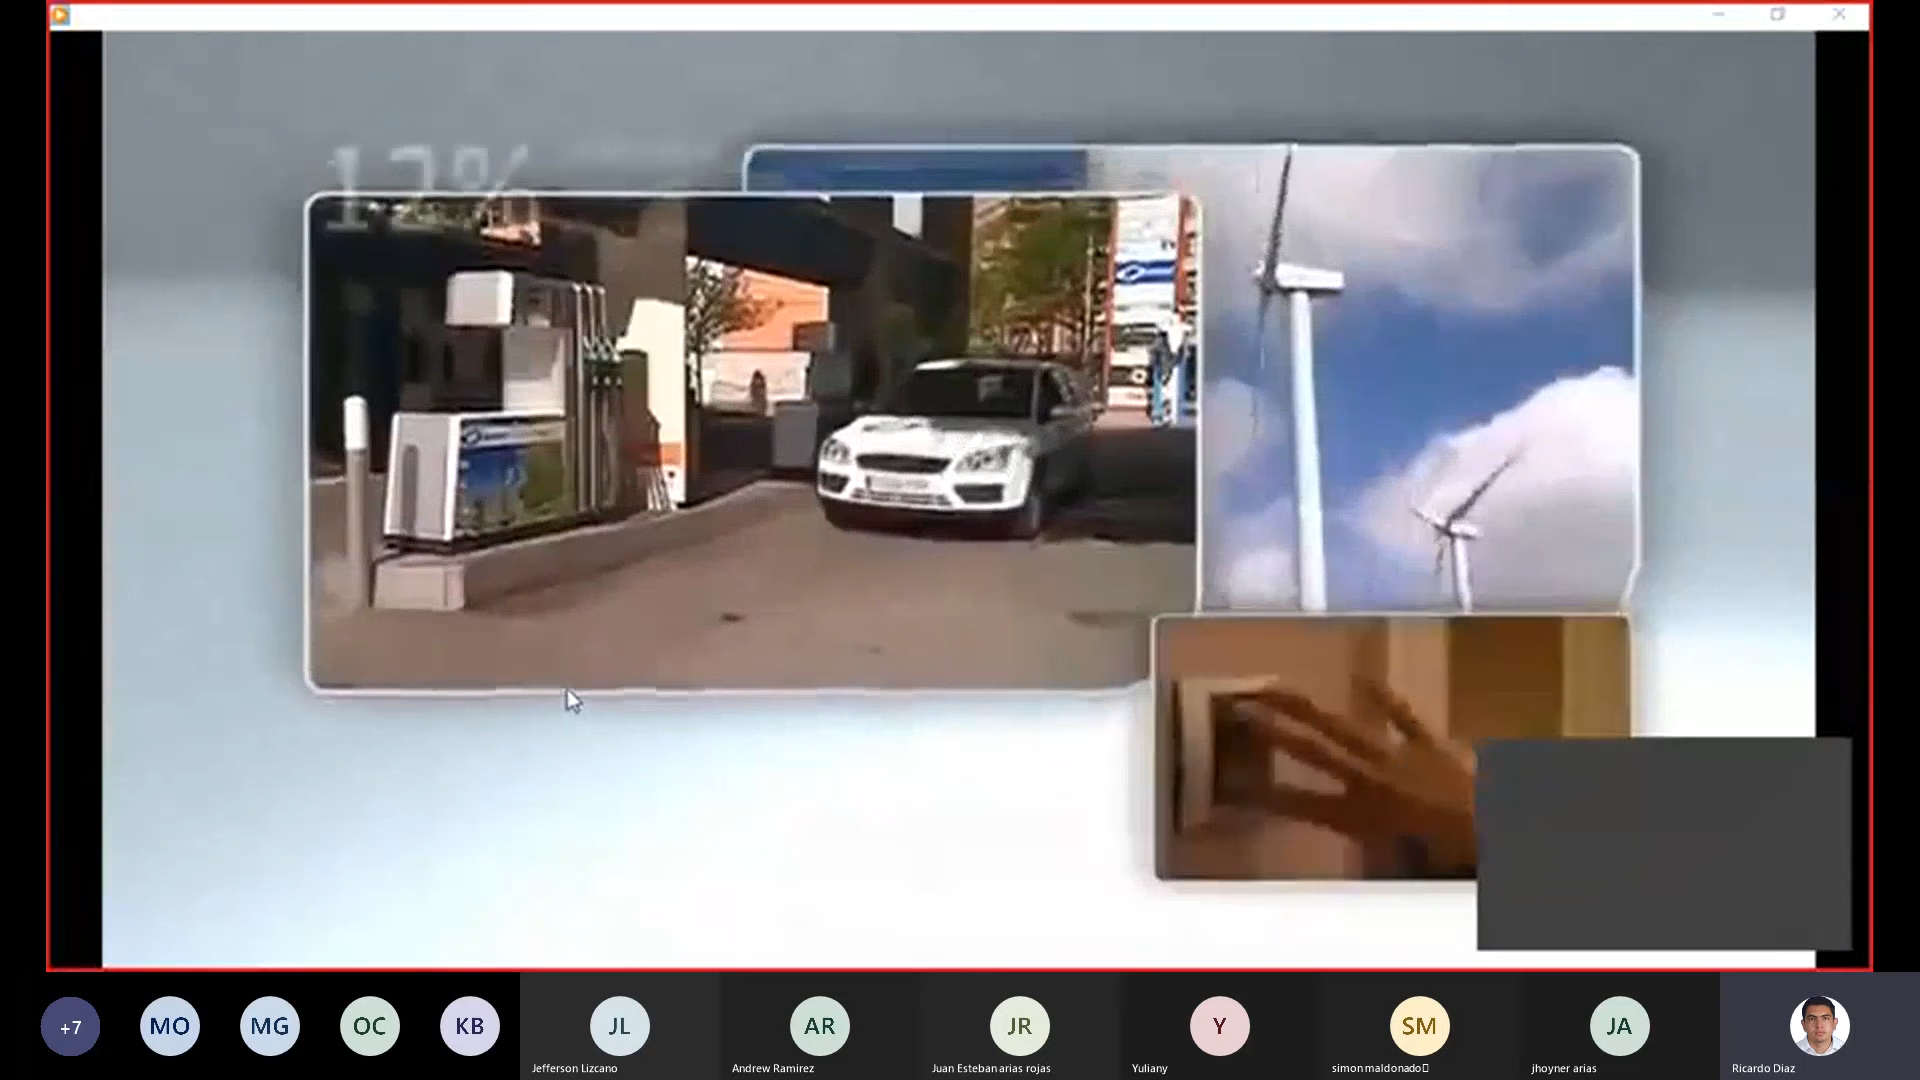 12%
+7
MO
MG
OC
KB
JL
AR
JR
Y
SM
JA
Jefferson Lizcano
Andrew Ramirez
Juan Esteban arias rojas
Yuliany
simon maldonado
jhoyner arias
Ricardo Diaz